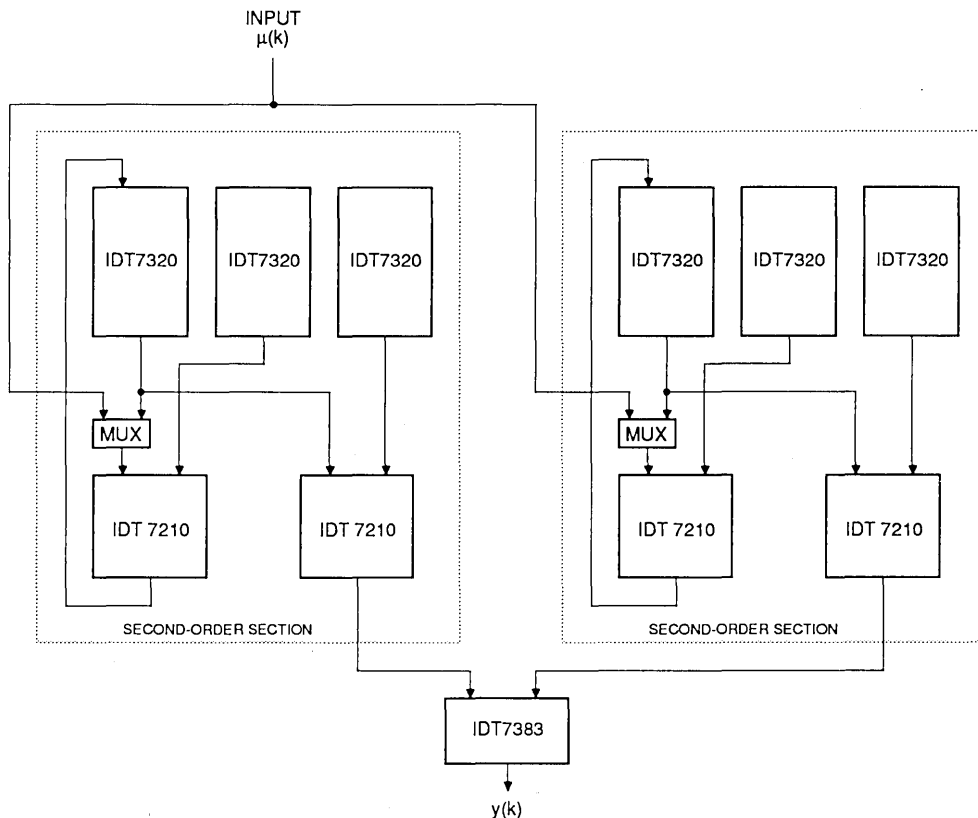 INPUT
μ(k)
IDT7320 IDT7320 IDT7320
IDT7320 IDT7320 IDT7320
MUX
MUX
IDT 7210 IDT 7210
IDT 7210 IDT 7210
SECOND-ORDER SECTION
SECOND-ORDER SECTION
IDT7383
y(k)